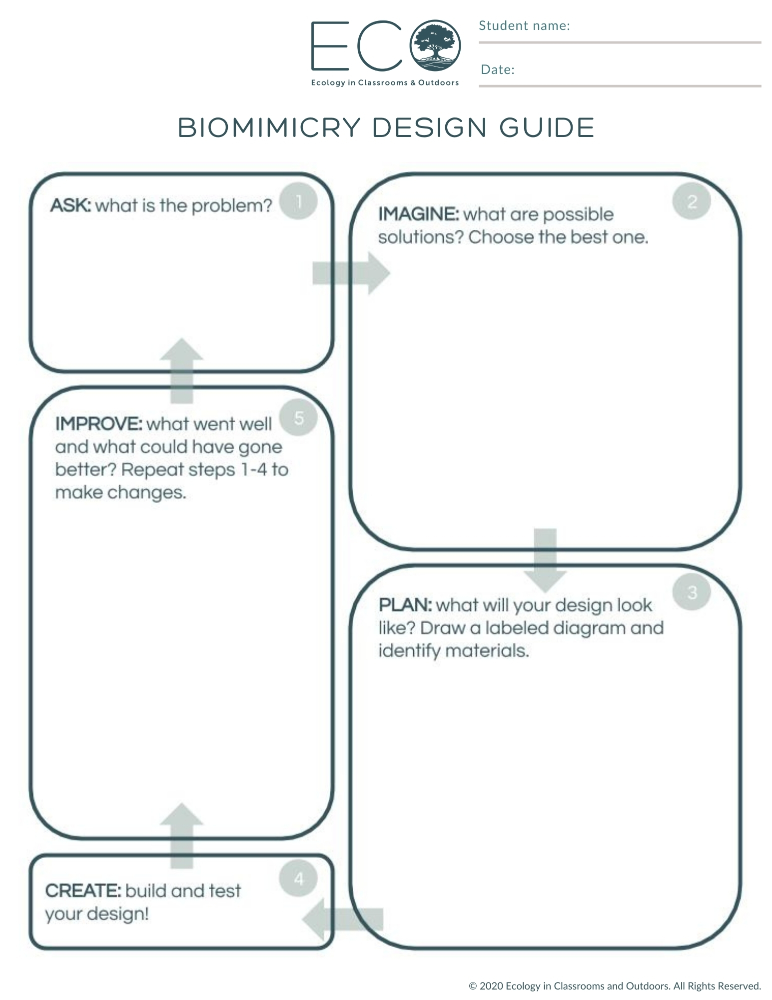 ECO
Ecology in Classrooms & Outdoors
Student name:
Date:
BIOMIMICRY DESIGN GUIDE
1
ASK: what is the problem?
2
IMAGINE: what are possible
solutions? Choose the best one.
3
PLAN: what will your design look
like? Draw a labeled diagram and
identify materials.
4
CREATE: build and test
your design!
5
IMPROVE: what went well
and what could have gone
better? Repeat steps 1-4 to
make changes.
© 2020 Ecology in Classrooms and Outdoors. All Rights Reserved.